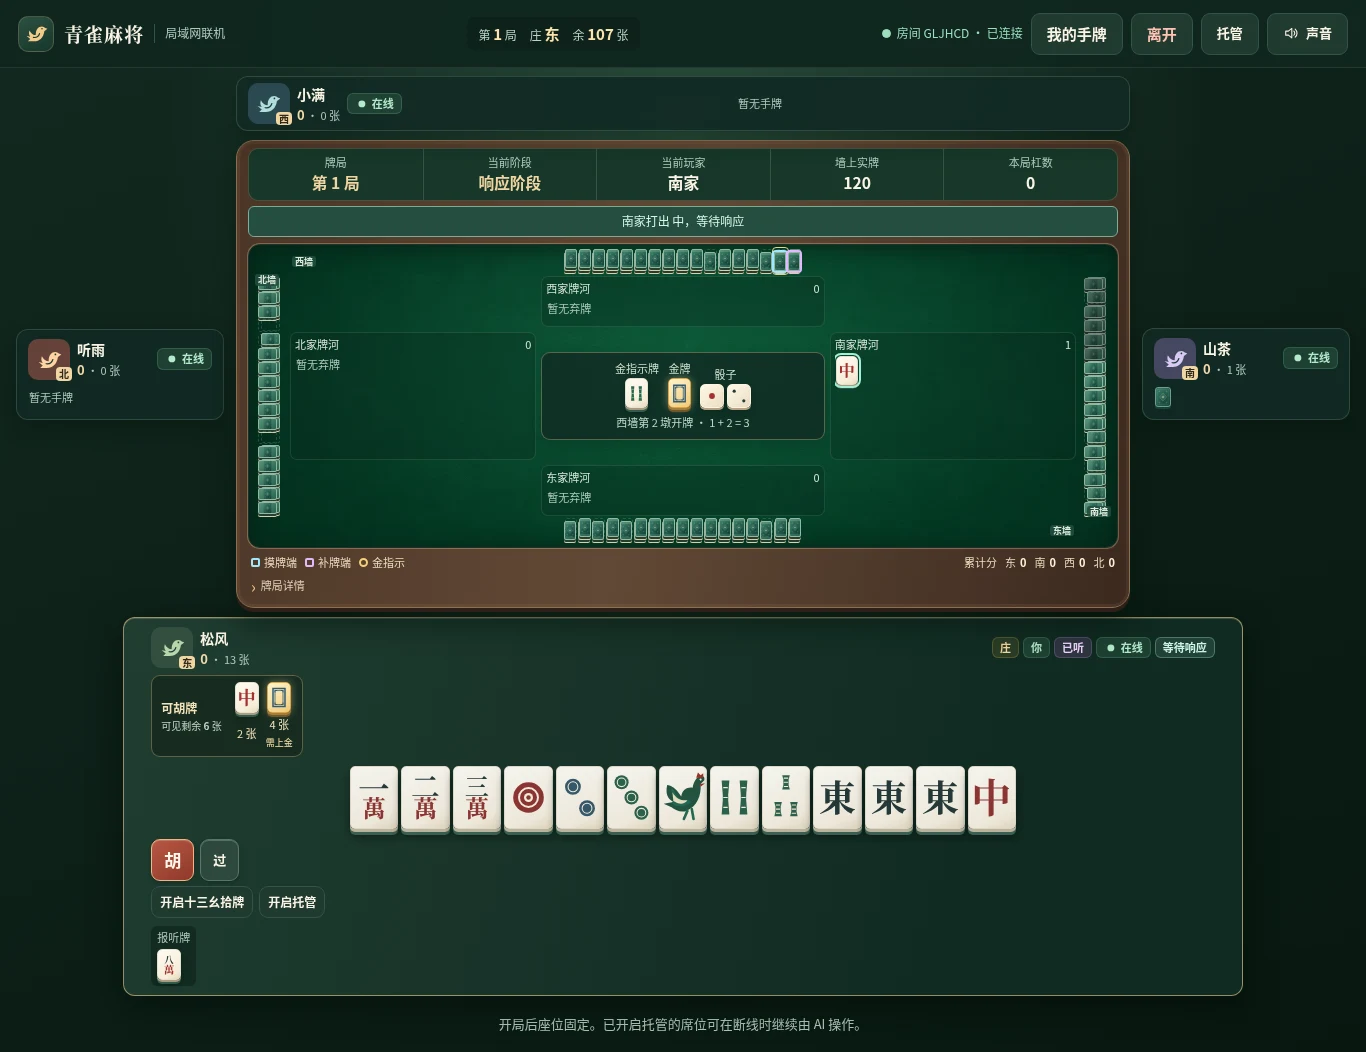 青雀麻将 局域网联机
第 1 局 庄 东 余 107 张
房间 GLJHCD · 已连接 我的手牌 离开 托管 声音
小满
西 0 · 0 张
在线
暂无手牌
牌局 当前阶段 当前玩家 墙上实牌 本局杠数
第 1 局 响应阶段 南家 120 0
南家打出 中，等待响应
西墙
北墙
西家牌河 0
暂无弃牌
听雨
北 0 · 0 张
在线
暂无手牌
北家牌河 0
暂无弃牌
金指示牌 金牌 骰子
西墙第 2 墩开牌 · 1 + 2 = 3
南家牌河 1
中
山茶
南 0 · 1 张
在线
东家牌河 0
暂无弃牌
南墙
东墙
摸牌端 补牌端 金指示
累计分 东 0 南 0 西 0 北 0
› 牌局详情
松风
东 0 · 13 张
庄 你 已听 在线 等待响应
可胡牌
可见剩余 6 张
中
2 张
4 张
需上金
一萬 二萬 三萬 東 東 東 中
胡 过
开启十三幺拾牌 开启托管
报听牌
八萬
开局后座位固定。已开启托管的席位可在断线时继续由 AI 操作。